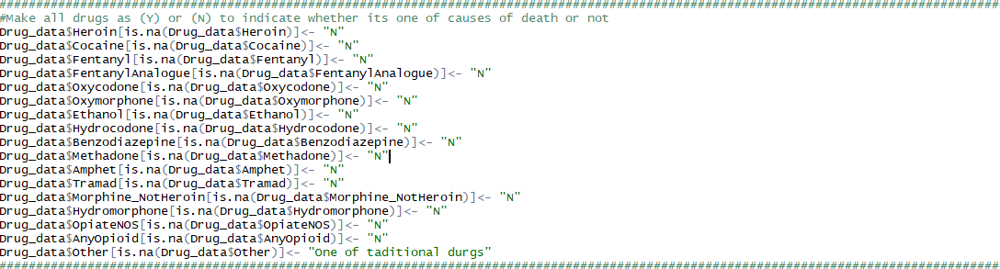 ####################################################################################################################################
#Make all drugs as (Y) or (N) to indicate whether its one of causes of death or not
Drug_data$Heroin[is.na(Drug_data$Heroin)]<- "N"
Drug_data$Cocaine[is.na(Drug_data$Cocaine)]<- "N"
Drug_data$Fentanyl[is.na(Drug_data$Fentanyl)]<- "N"
Drug_data$FentanylAnalogue[is.na(Drug_data$FentanylAnalogue)]<- "N"
Drug_data$Oxycodone[is.na(Drug_data$Oxycodone)]<- "N"
Drug_data$Oxymorphone[is.na(Drug_data$Oxymorphone)]<- "N"
Drug_data$Ethanol[is.na(Drug_data$Ethanol)]<- "N"
Drug_data$Hydrocodone[is.na(Drug_data$Hydrocodone)]<- "N"
Drug_data$Benzodiazepine[is.na(Drug_data$Benzodiazepine)]<- "N"
Drug_data$Methadone[is.na(Drug_data$Methadone)]<- "N"
Drug_data$Amphet[is.na(Drug_data$Amphet)]<- "N"
Drug_data$Tramad[is.na(Drug_data$Tramad)]<- "N"
Drug_data$Morphine_NotHeroin[is.na(Drug_data$Morphine_NotHeroin)]<- "N"
Drug_data$Hydromorphone[is.na(Drug_data$Hydromorphone)]<- "N"
Drug_data$OpiateNOS[is.na(Drug_data$OpiateNOS)]<- "N"
Drug_data$AnyOpioid[is.na(Drug_data$AnyOpioid)]<- "N"
Drug_data$Other[is.na(Drug_data$Other)]<- "One of taditional durgs"
####################################################################################################################################